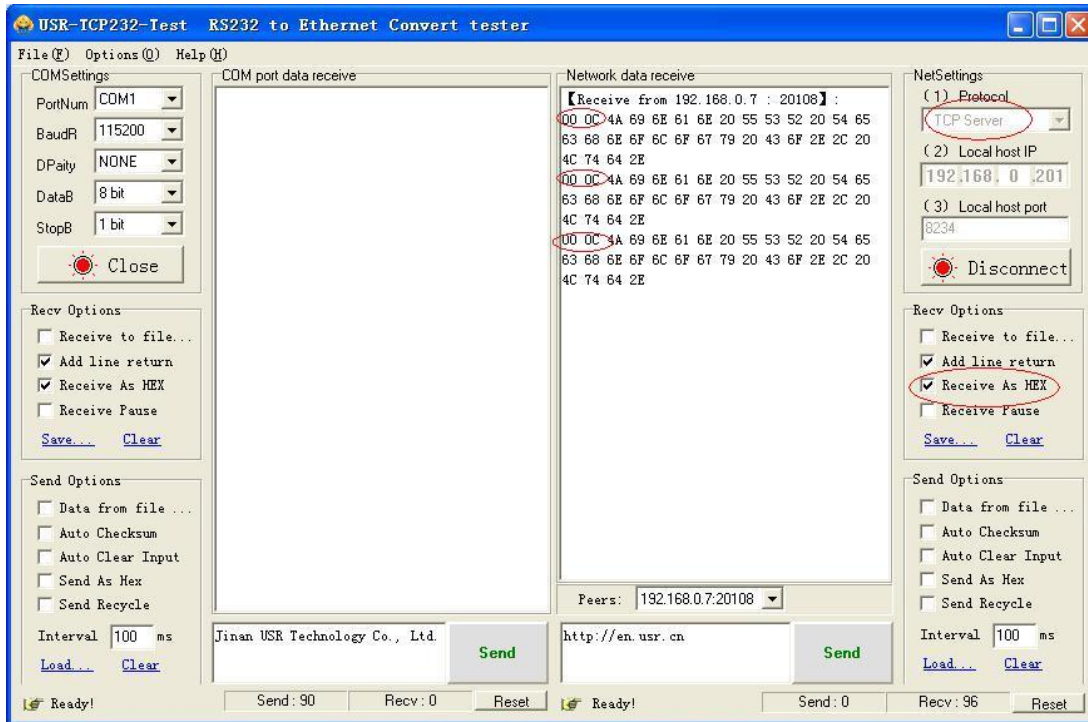 USR-TCP232-Test RS232 to Ethernet Convert tester
File(F) Options(O) Help(H)
COMSettings
PortNum COM1
BaudR 115200
DPaity NONE
DataB 8 bit
StopB 1 bit
Close
Recv Options
Receive to file...
Add line return
Receive As HEX
Receive Pause
Save... Clear
Send Options
Data from file ...
Auto Checksum
Auto Clear Input
Send As Hex
Send Recycle
Interval 100 ms
Load... Clear
COM port data receive
Jinan USR Technology Co., Ltd.
Send
Ready!
Send : 90
Recv : 0
Reset
Network data receive
【Receive from 192.168.0.7 : 20108】:
00 0C 4A 69 6E 61 6E 20 55 53 52 20 54 65
63 68 6E 6F 6C 6F 67 79 20 43 6F 2E 2C 20
4C 74 64 2E
00 0C 4A 69 6E 61 6E 20 55 53 52 20 54 65
63 68 6E 6F 6C 6F 67 79 20 43 6F 2E 2C 20
4C 74 64 2E
00 0C 4A 69 6E 61 6E 20 55 53 52 20 54 65
63 68 6E 6F 6C 6F 67 79 20 43 6F 2E 2C 20
4C 74 64 2E
Peers: 192.168.0.7:20108
http://en.usr.cn
Send
Ready!
Send : 0
Recv : 96
Reset
NetSettings
(1) Protocol
TCP Server
(2) Local host IP
192.168. 0 .201
(3) Local host port
8234
Disconnect
Recv Options
Receive to file...
Add line return
Receive As HEX
Receive Pause
Save... Clear
Send Options
Data from file ...
Auto Checksum
Auto Clear Input
Send As Hex
Send Recycle
Interval 100 ms
Load... Clear